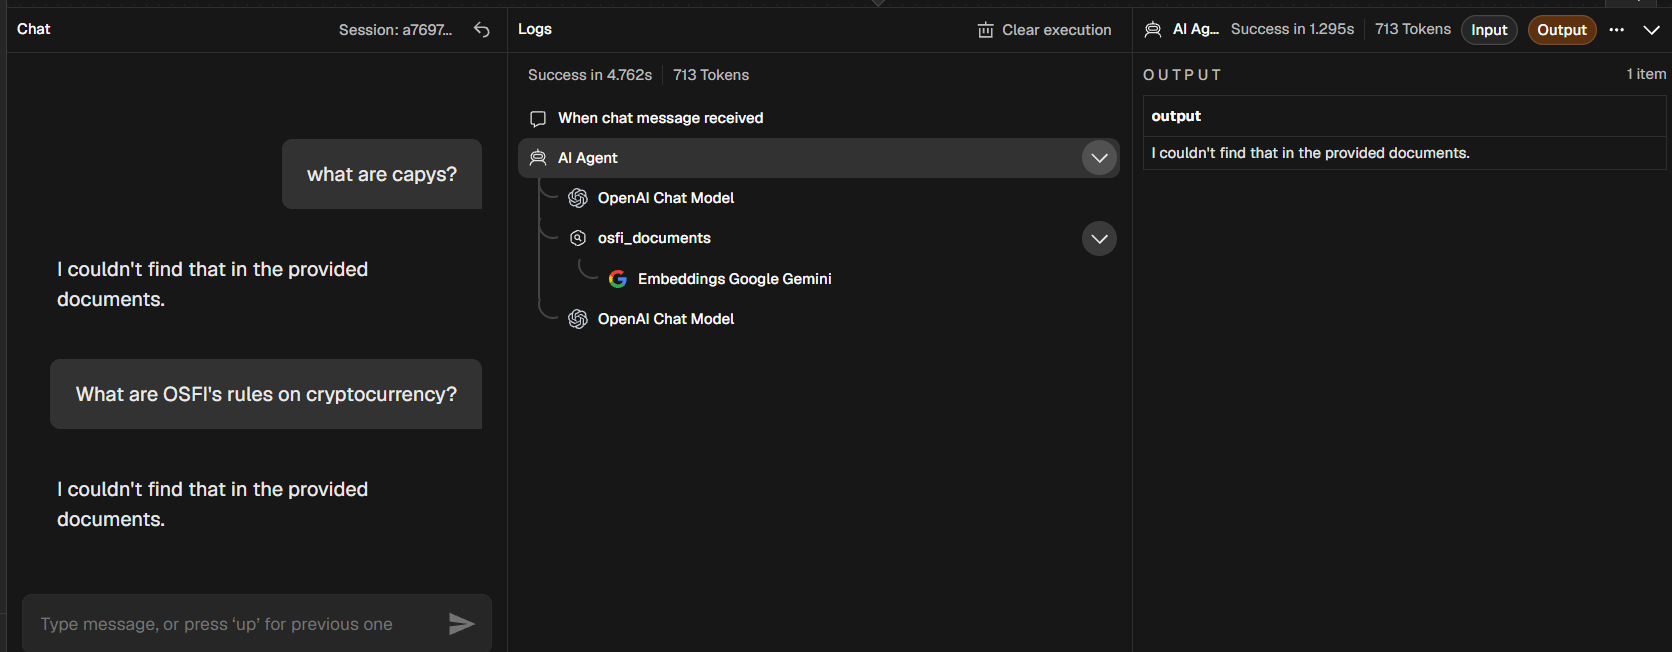 Chat
Session: a7697...
what are capys?
I couldn't find that in the provided
documents.
What are OSFI's rules on cryptocurrency?
I couldn't find that in the provided
documents.
Type message, or press ‘up’ for previous one
Logs
Clear execution
Success in 4.762s
713 Tokens
When chat message received
AI Agent
OpenAI Chat Model
osfi_documents
Embeddings Google Gemini
OpenAI Chat Model
AI Ag...
Success in 1.295s
713 Tokens
Input
Output
OUTPUT
1 item
output
I couldn't find that in the provided documents.